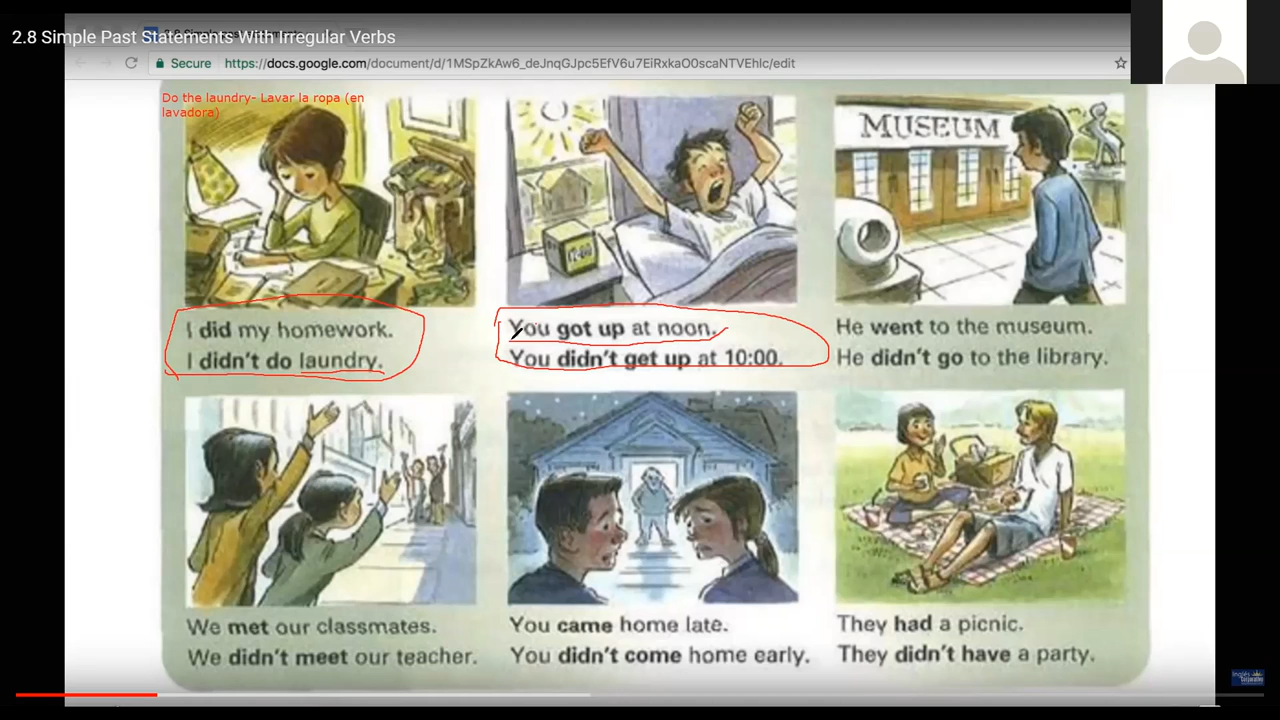 2.8 Simple Past Statements With Irregular Verbs
Secure https://docs.google.com/document/d/1MSpZkAw6_deJnqGJpc5EfV6u7EiRxkaO0scaNTVEhlc/edit
Do the laundry- Lavar la ropa (en
lavadora)
MUSEUM
I did my homework.
I didn't do laundry.
You got up at noon.
You didn't get up at 10:00.
He went to the museum.
He didn't go to the library.
We met our classmates.
We didn't meet our teacher.
You came home late.
You didn't come home early.
They had a picnic.
They didn't have a party.